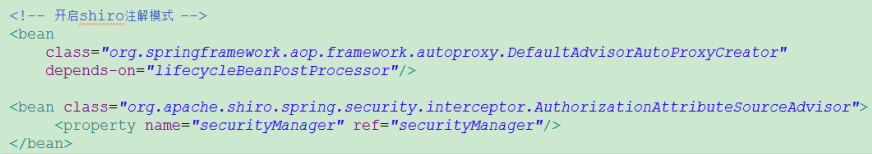 <!-- 开启shiro注解模式 -->
<bean
class="org.springframework.aop.framework.autoproxy.DefaultAdvisorAutoProxyCreator"
depends-on="lifecycleBeanPostProcessor"/>
<bean class="org.apache.shiro.spring.security.interceptor.AuthorizationAttributeSourceAdvisor">
<property name="securityManager" ref="securityManager"/>
</bean>